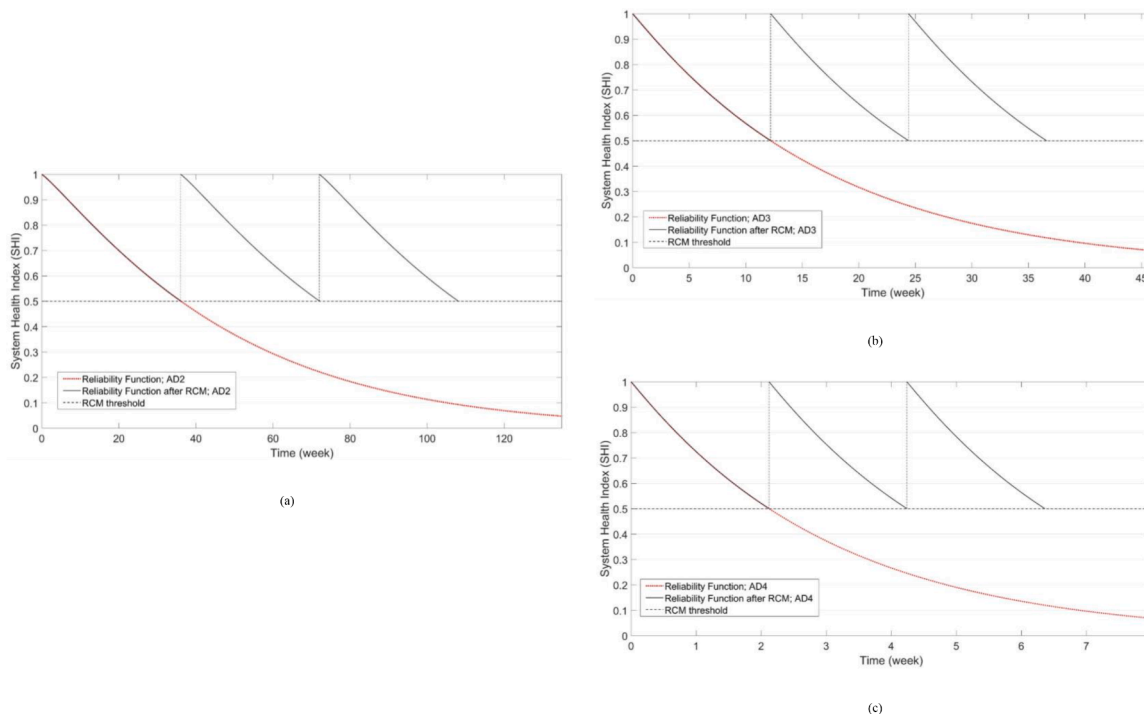 System Health Index (SHI)
1
0.9
0.8
0.7
0.6
0.5
0.4
0.3
0.2
0.1
0
Reliability Function; AD2
Reliability Function after RCM; AD2
RCM threshold
0 20 40 60 80 100 120
Time (week)
(a)
System Health Index (SHI)
1
0.9
0.8
0.7
0.6
0.5
0.4
0.3
0.2
0.1
0
Reliability Function; AD3
Reliability Function after RCM; AD3
RCM threshold
0 5 10 15 20 25 30 35 40 45
Time (week)
(b)
System Health Index (SHI)
1
0.9
0.8
0.7
0.6
0.5
0.4
0.3
0.2
0.1
0
Reliability Function; AD4
Reliability Function after RCM; AD4
RCM threshold
0 1 2 3 4 5 6 7
Time (week)
(c)